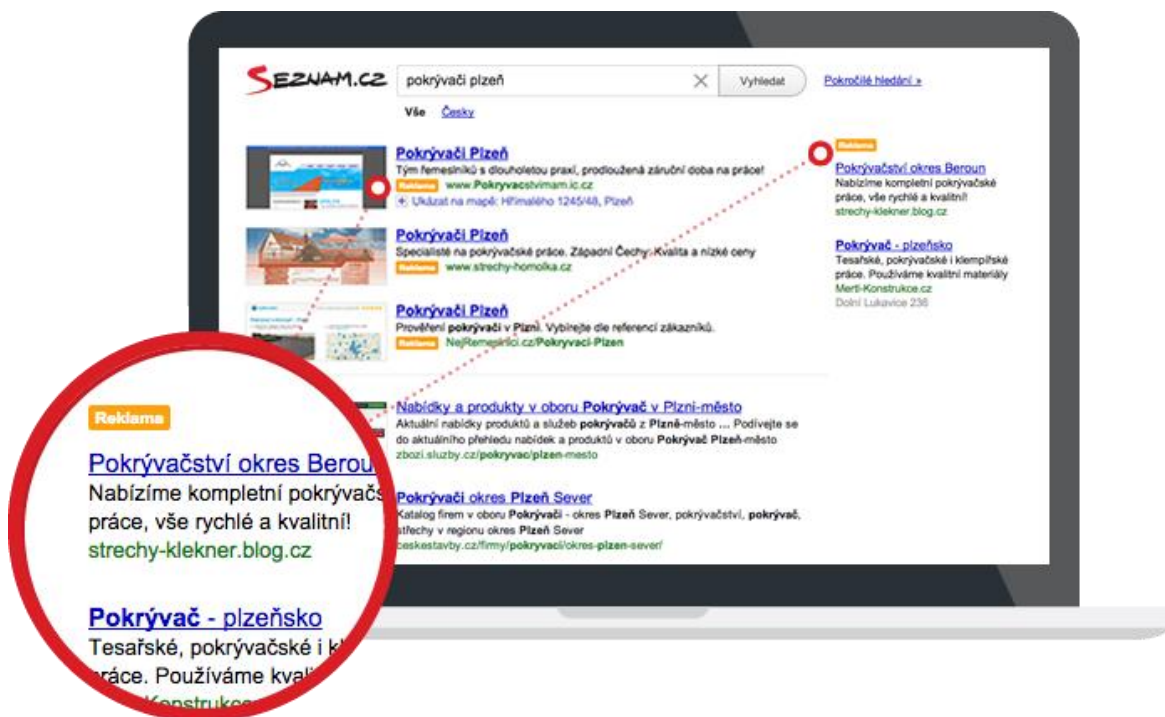 SEZNAM.CZ
pokrývači plzeň
Vyhledat
Pokročilé hledání »
Vše Česky
Pokrývači Plzeň
Tým řemeslníků s dlouholetou praxí, prodloužená záruční doba na práce!
Reklama www.Pokryvacstvimam.ic.cz
Ukázat na mapě: Hřímalého 1245/48, Plzeň
Pokrývači Plzeň
Specialisté na pokrývačské práce. Západní Čechy. Kvalita a nízké ceny
Reklama www.strechy-homolka.cz
Pokrývači Plzeň
Prověření pokrývači v Plzni. Vybírejte dle referencí zákazníků.
Reklama NejRemeslnici.cz/Pokryvaci-Plzen
Nabídky a produkty v oboru Pokrývač v Plzni-město
Aktuální nabídky produktů a služeb pokrývačů z Plzně-město ... Podívejte se
do aktuálního přehledu nabídek a produktů v oboru Pokrývač Plzeň-město
zbozi.sluzby.cz/pokryvac/plzen-mesto
Pokrývači okres Plzeň Sever
Katalog firem v oboru Pokrývači - okres Plzeň Sever, pokrývačství, pokrývač,
střechy v regionu okres Plzeň Sever
ceskestavby.cz/firmy/pokryvaci/okres-plzen-sever/
Reklama
Pokrývačství okres Beroun
Nabízíme kompletní pokrývačské
práce, vše rychlé a kvalitní!
strechy-klekner.blog.cz
Pokrývač - plzeňsko
Tesařské, pokrývačské i klempířské
práce. Používáme kvalitní materiály
Mertl-Konstrukce.cz
Dolní Lukavice 236
Reklama
Pokrývačství okres Berou
Nabízíme kompletní pokrývačs
práce, vše rychlé a kvalitní!
strechy-klekner.blog.cz
Pokrývač - plzeňsko
Tesařské, pokrývačské i k
práce. Používáme kval
Konstrukce